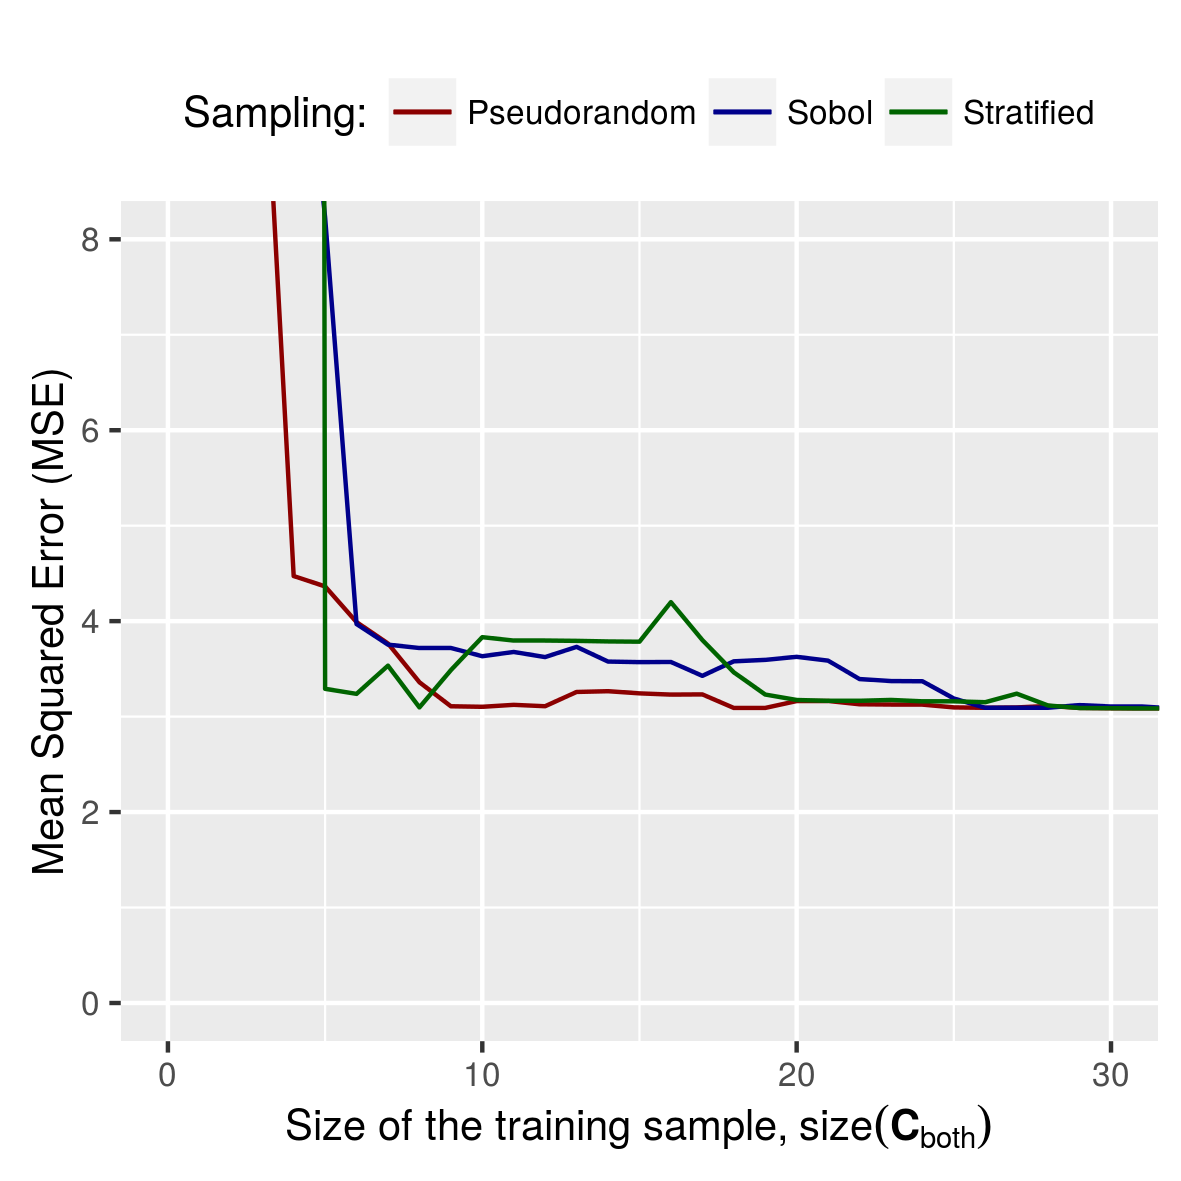 Sampling: Pseudorandom Sobol Stratified
8
6
4
2
0
Mean Squared Error (MSE)
0 10 20 30
Size of the training sample, size(C_both)